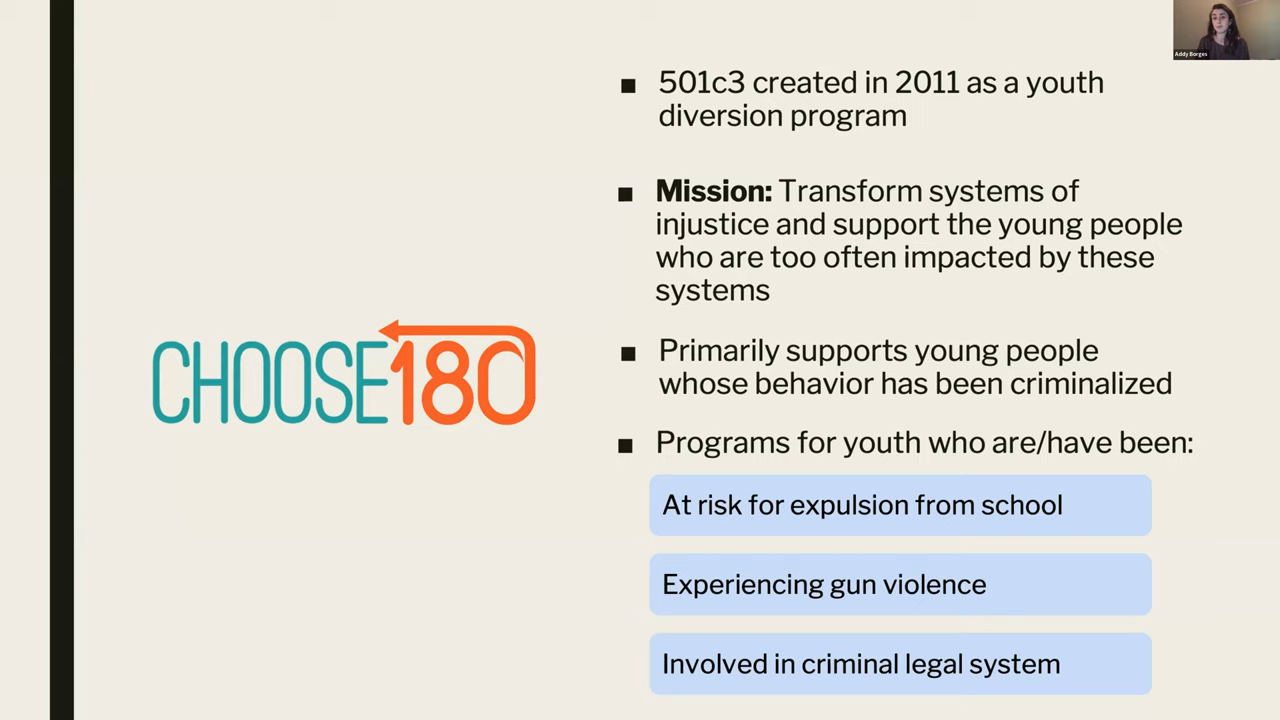 Addy Borges
■ 501c3 created in 2011 as a youth
diversion program
■ Mission: Transform systems of
injustice and support the young people
who are too often impacted by these
systems
CHOOSE180
■ Primarily supports young people
whose behavior has been criminalized
■ Programs for youth who are/have been:
At risk for expulsion from school
Experiencing gun violence
Involved in criminal legal system